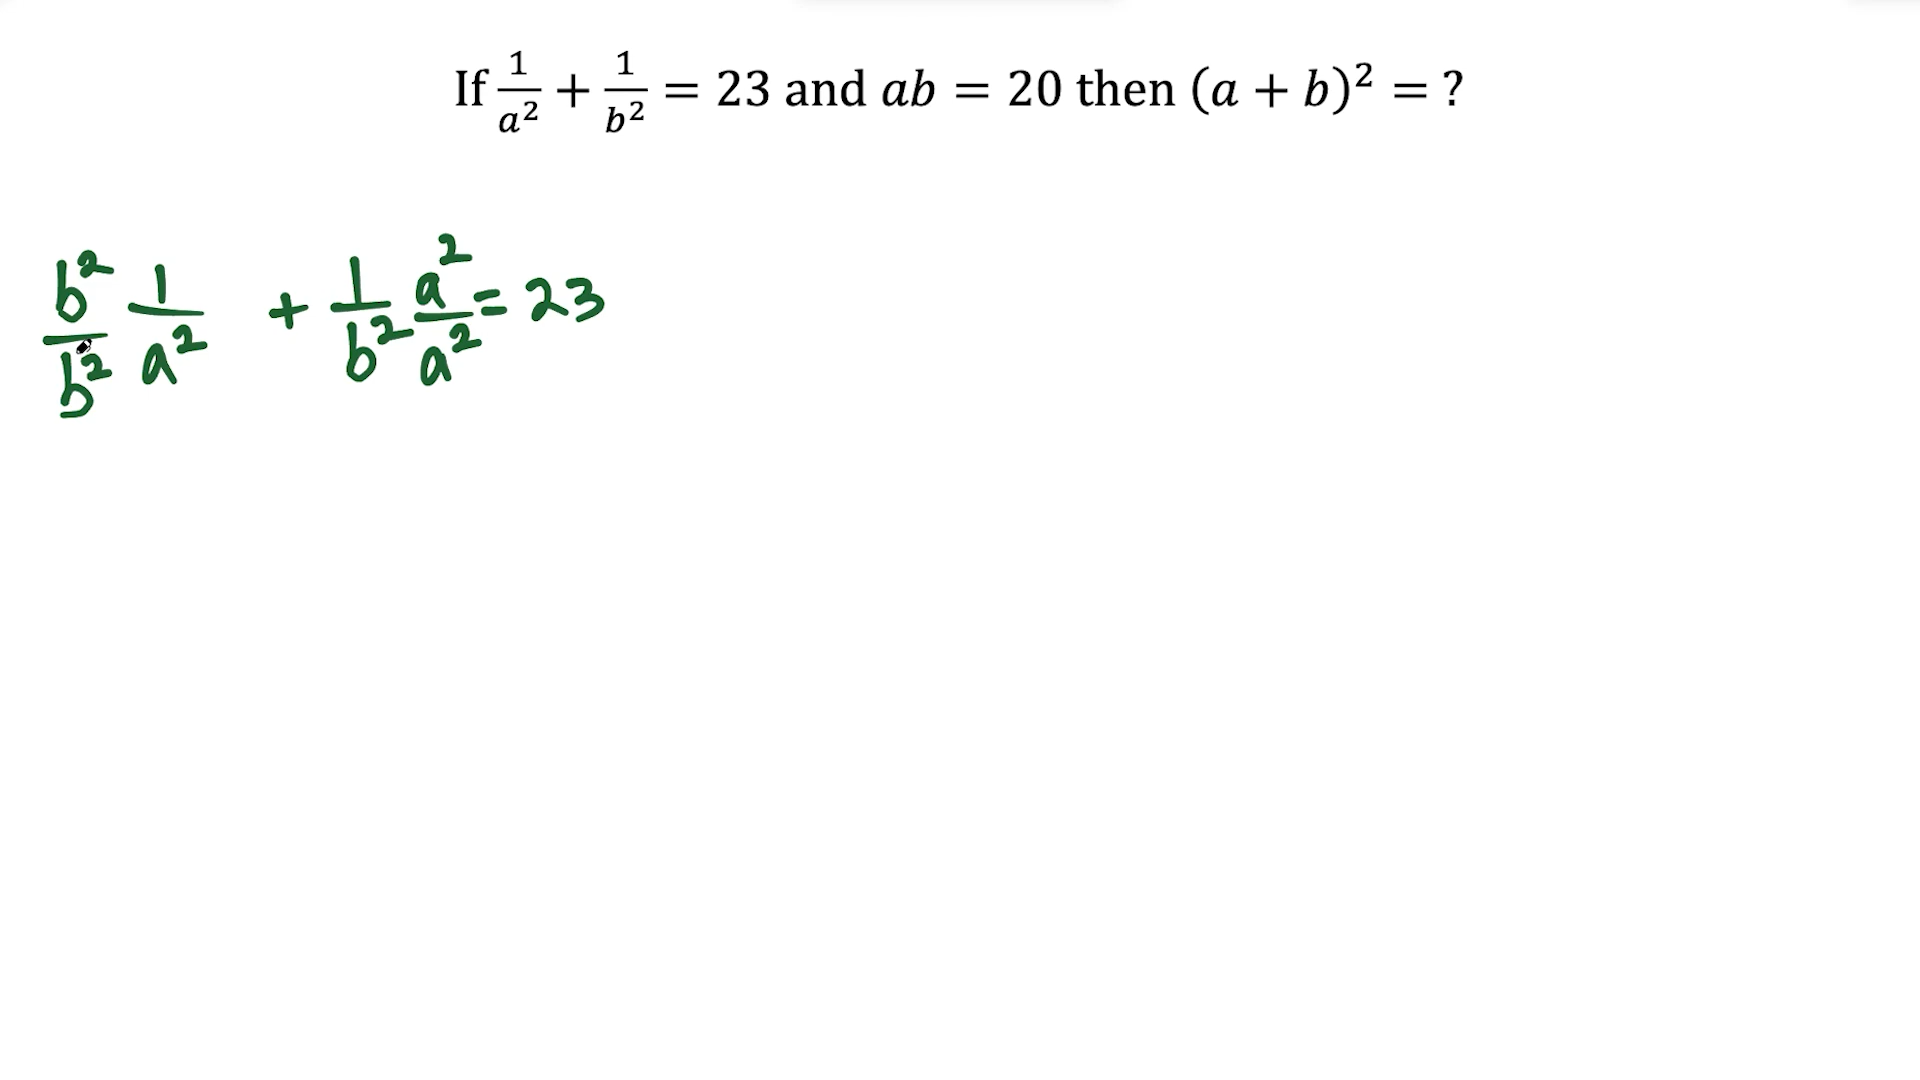 If 1/a² + 1/b² = 23 and ab = 20 then (a + b)² = ?
b²/b² 1/a² + 1/b² a²/a² = 23